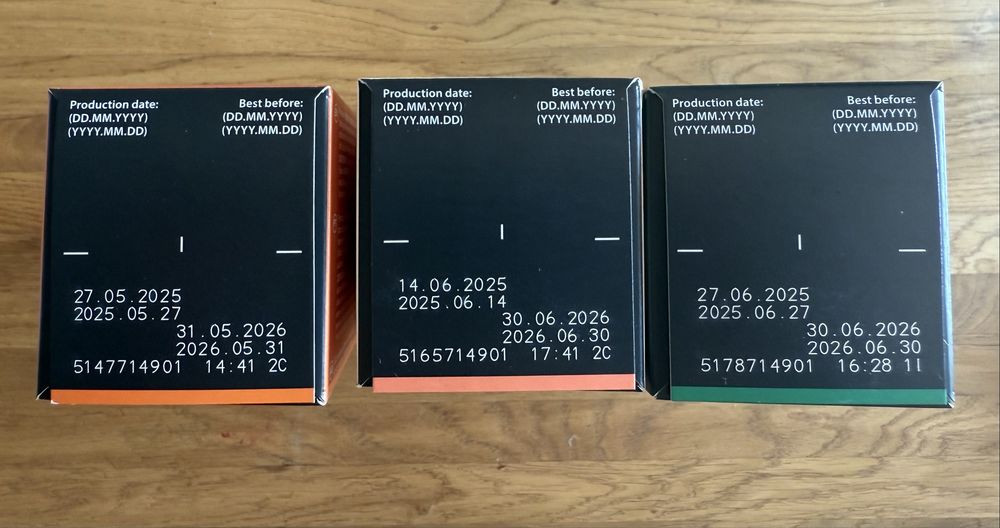 Production date:
(DD.MM.YYYY)
(YYYY.MM.DD)
Best before:
(DD.MM.YYYY)
(YYYY.MM.DD)
27.05.2025
2025.05.27
31.05.2026
2026.05.31
5147714901 14:41 2C
Production date:
(DD.MM.YYYY)
(YYYY.MM.DD)
Best before:
(DD.MM.YYYY)
(YYYY.MM.DD)
14.06.2025
2025.06.14
30.06.2026
2026.06.30
5165714901 17:41 2C
Production date:
(DD.MM.YYYY)
(YYYY.MM.DD)
Best before:
(DD.MM.YYYY)
(YYYY.MM.DD)
27.06.2025
2025.06.27
30.06.2026
2026.06.30
5178714901 16:28 1I